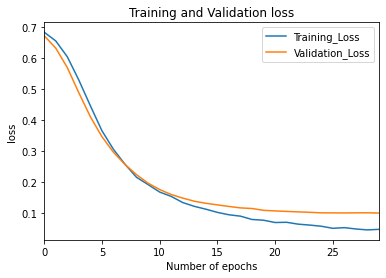 Training and Validation loss
Training_Loss
Validation_Loss
0.7
0.6
0.5
0.4
0.3
0.2
0.1
loss
0
5
10
15
20
25
Number of epochs